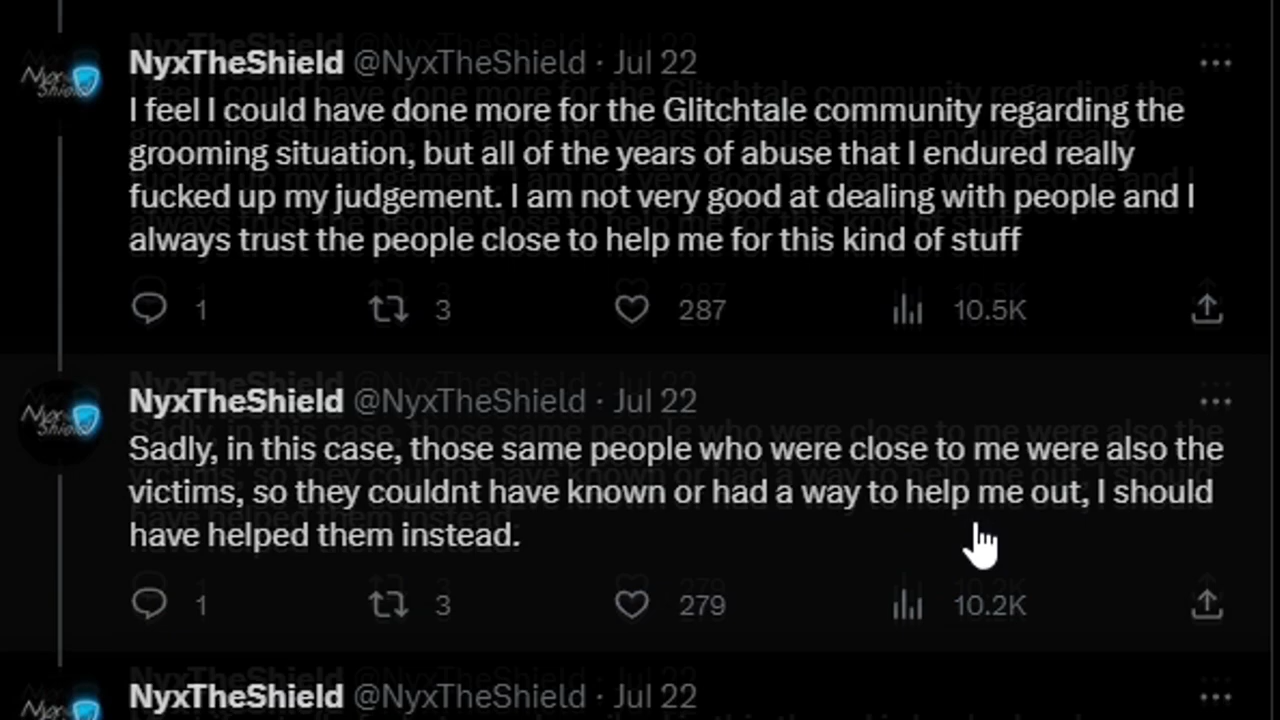 NyxTheShield @NyxTheShield · Jul 22
I feel I could have done more for the Glitchtale community regarding the
grooming situation, but all of the years of abuse that I endured really
fucked up my judgement. I am not very good at dealing with people and I
always trust the people close to help me for this kind of stuff
1 3 287 10.5K
NyxTheShield @NyxTheShield · Jul 22
Sadly, in this case, those same people who were close to me were also the
victims, so they couldnt have known or had a way to help me out, I should
have helped them instead.
1 3 279 10.2K
NyxTheShield @NyxTheShield · Jul 22